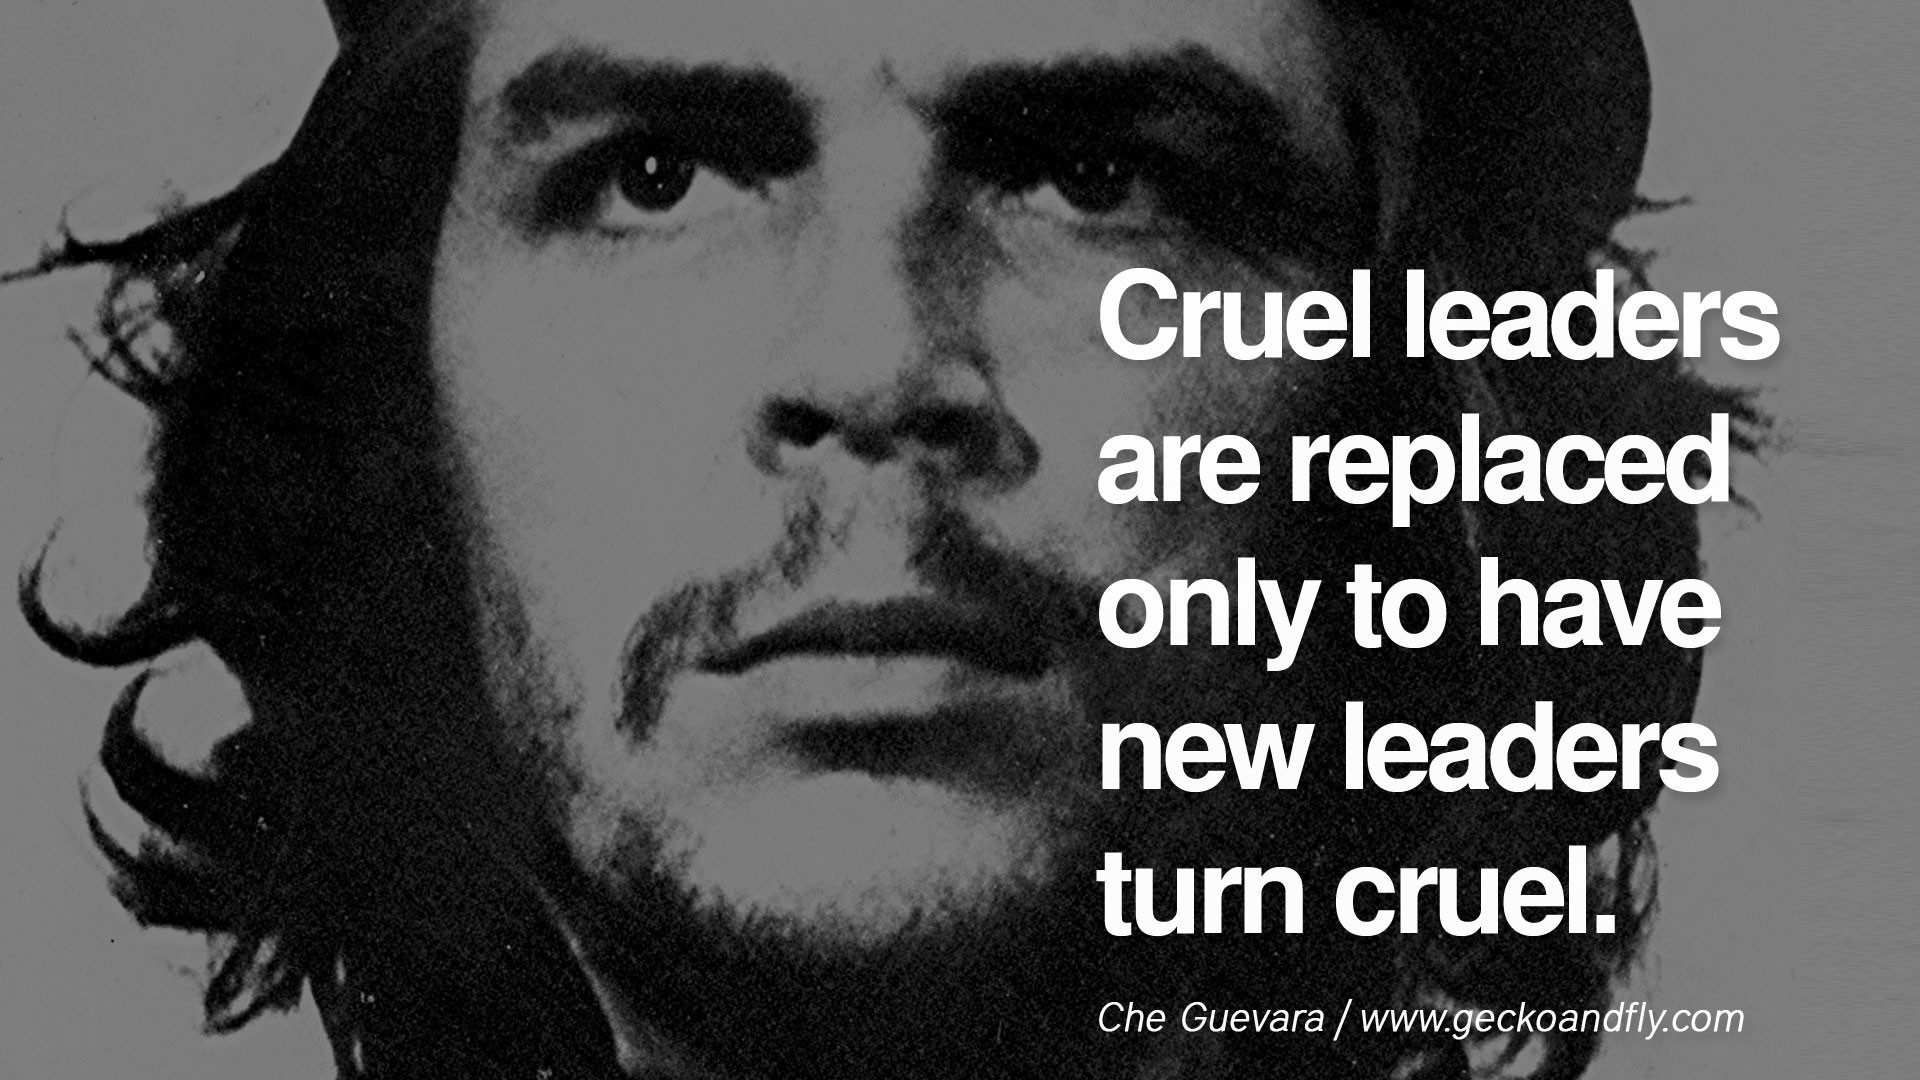 Cruel leaders
are replaced
only to have
new leaders
turn cruel.
Che Guevara / www.geckoandfly.com